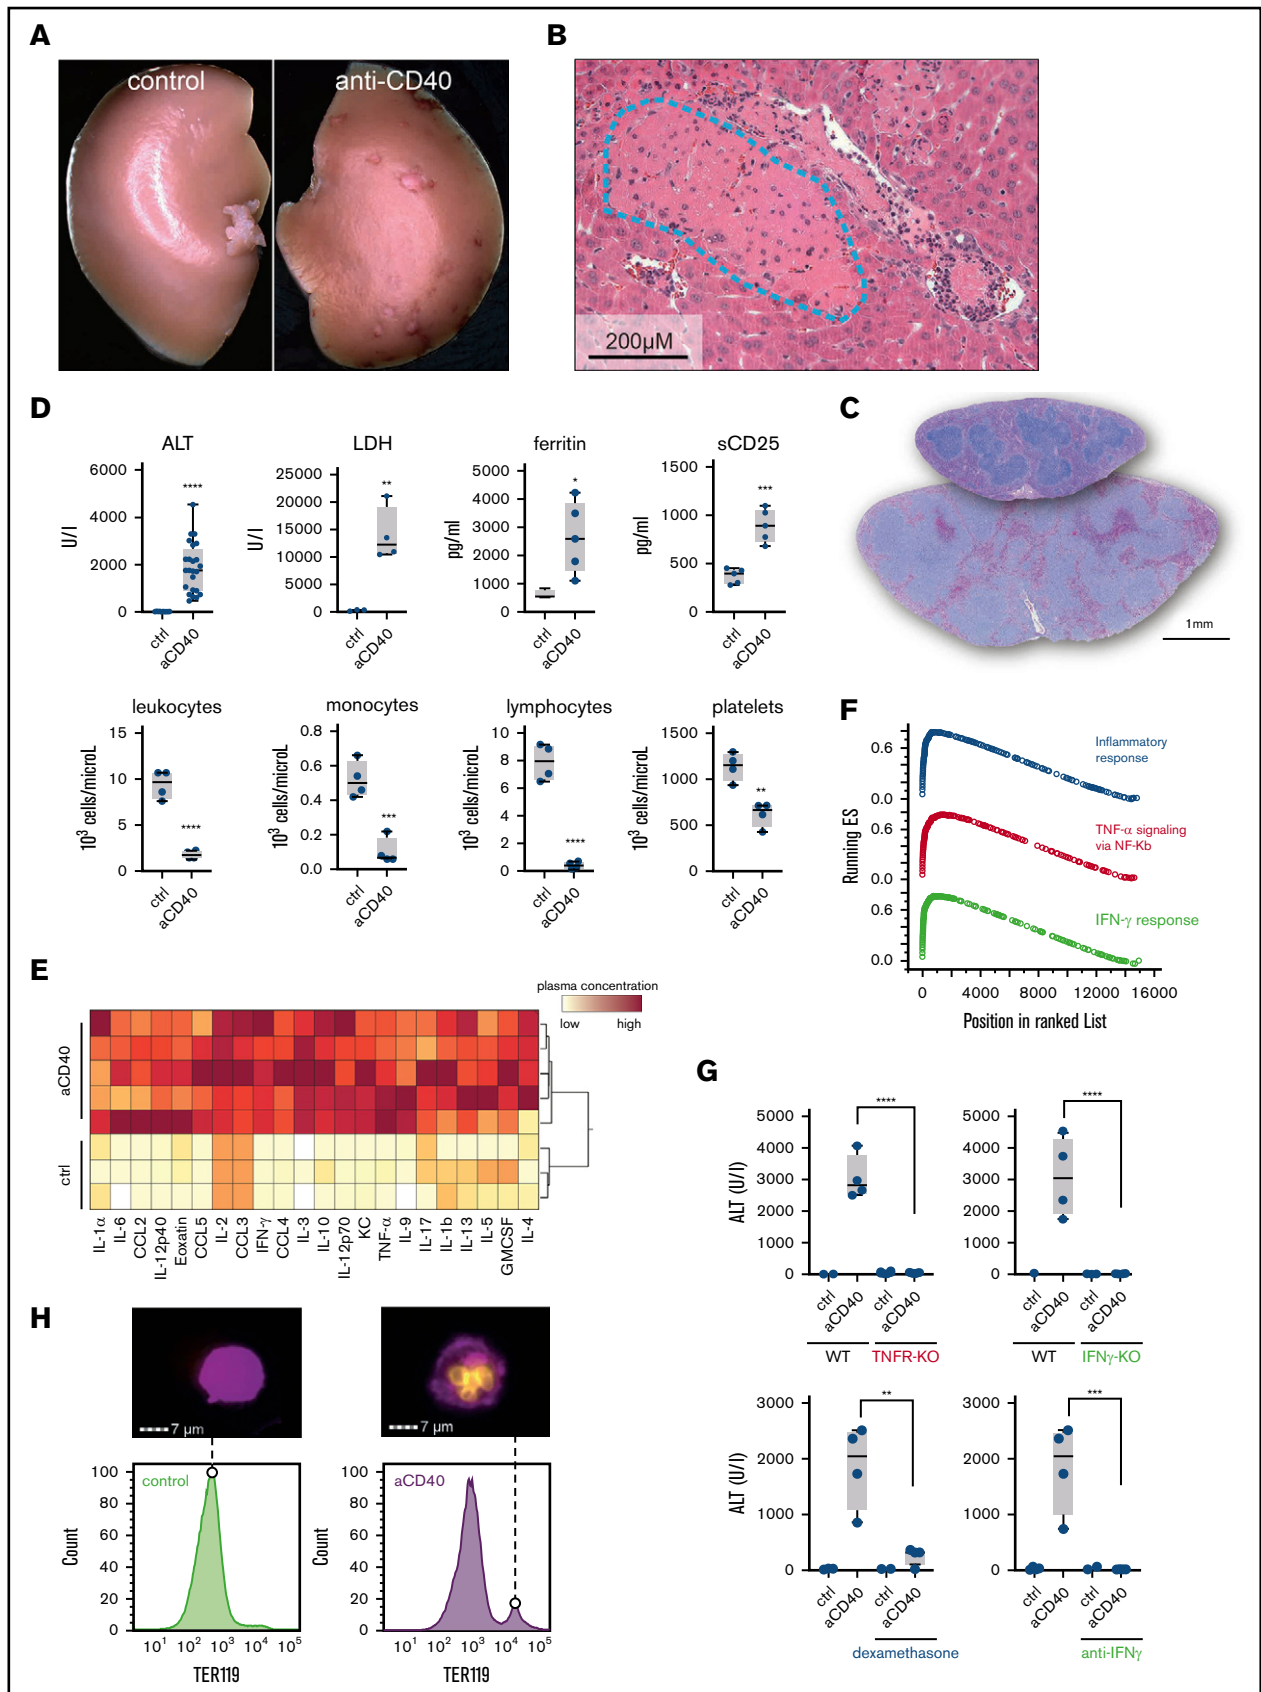 A
control
anti-CD40
B
200µM
D
ALT
6000
4000
2000
0
U/l
ctrl
aCD40
****
LDH
25000
20000
15000
10000
5000
0
U/l
ctrl
aCD40
**
ferritin
5000
4000
3000
2000
1000
0
pg/ml
ctrl
aCD40
*
sCD25
1500
1000
500
0
pg/ml
ctrl
aCD40
***
C
1mm
leukocytes
15
10
5
0
10³ cells/microL
ctrl
aCD40
****
monocytes
0.8
0.6
0.4
0.2
0.0
10³ cells/microL
ctrl
aCD40
***
lymphocytes
10
8
6
4
2
0
10³ cells/microL
ctrl
aCD40
****
platelets
1500
1000
500
0
10³ cells/microL
ctrl
aCD40
**
F
Running ES
0.6
0.0
0.6
0.0
0.6
0.0
Inflammatory
response
TNF-α signaling
via NF-Kb
IFN-γ response
0 4000 8000 12000 16000
Position in ranked List
E
plasma concentration
low high
aCD40
ctrl
IL-1α
IL-6
CCL2
IL-12p40
Eoxatin
CCL5
IL-2
CCL3
IFN-γ
CCL4
IL-3
IL-10
IL-12p70
KC
TNF-α
IL-9
IL-17
IL-1b
IL-13
IL-5
GMCSF
IL-4
G
ALT (U/l)
5000
4000
3000
2000
1000
0
****
ctrl
aCD40
ctrl
aCD40
WT
TNFR-KO
5000
4000
3000
2000
1000
0
****
ctrl
aCD40
ctrl
aCD40
WT
IFNγ-KO
ALT (U/l)
3000
2000
1000
0
**
ctrl
aCD40
ctrl
aCD40
dexamethasone
3000
2000
1000
0
***
ctrl
aCD40
ctrl
aCD40
anti-IFNγ
H
7 µm
7 µm
control
Count
100
80
60
40
20
0
10¹ 10² 10³ 10⁴ 10⁵
TER119
aCD40
Count
100
80
60
40
20
0
10¹ 10² 10³ 10⁴ 10⁵
TER119